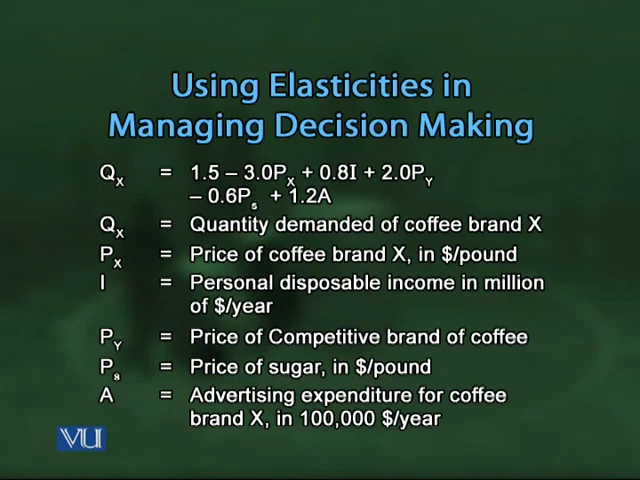 Using Elasticities in
Managing Decision Making
QX = 1.5 – 3.0PX + 0.8I + 2.0PY
– 0.6Ps + 1.2A
QX = Quantity demanded of coffee brand X
PX = Price of coffee brand X, in $/pound
I = Personal disposable income in million
of $/year
PY = Price of Competitive brand of coffee
Ps = Price of sugar, in $/pound
A = Advertising expenditure for coffee
brand X, in 100,000 $/year
VU